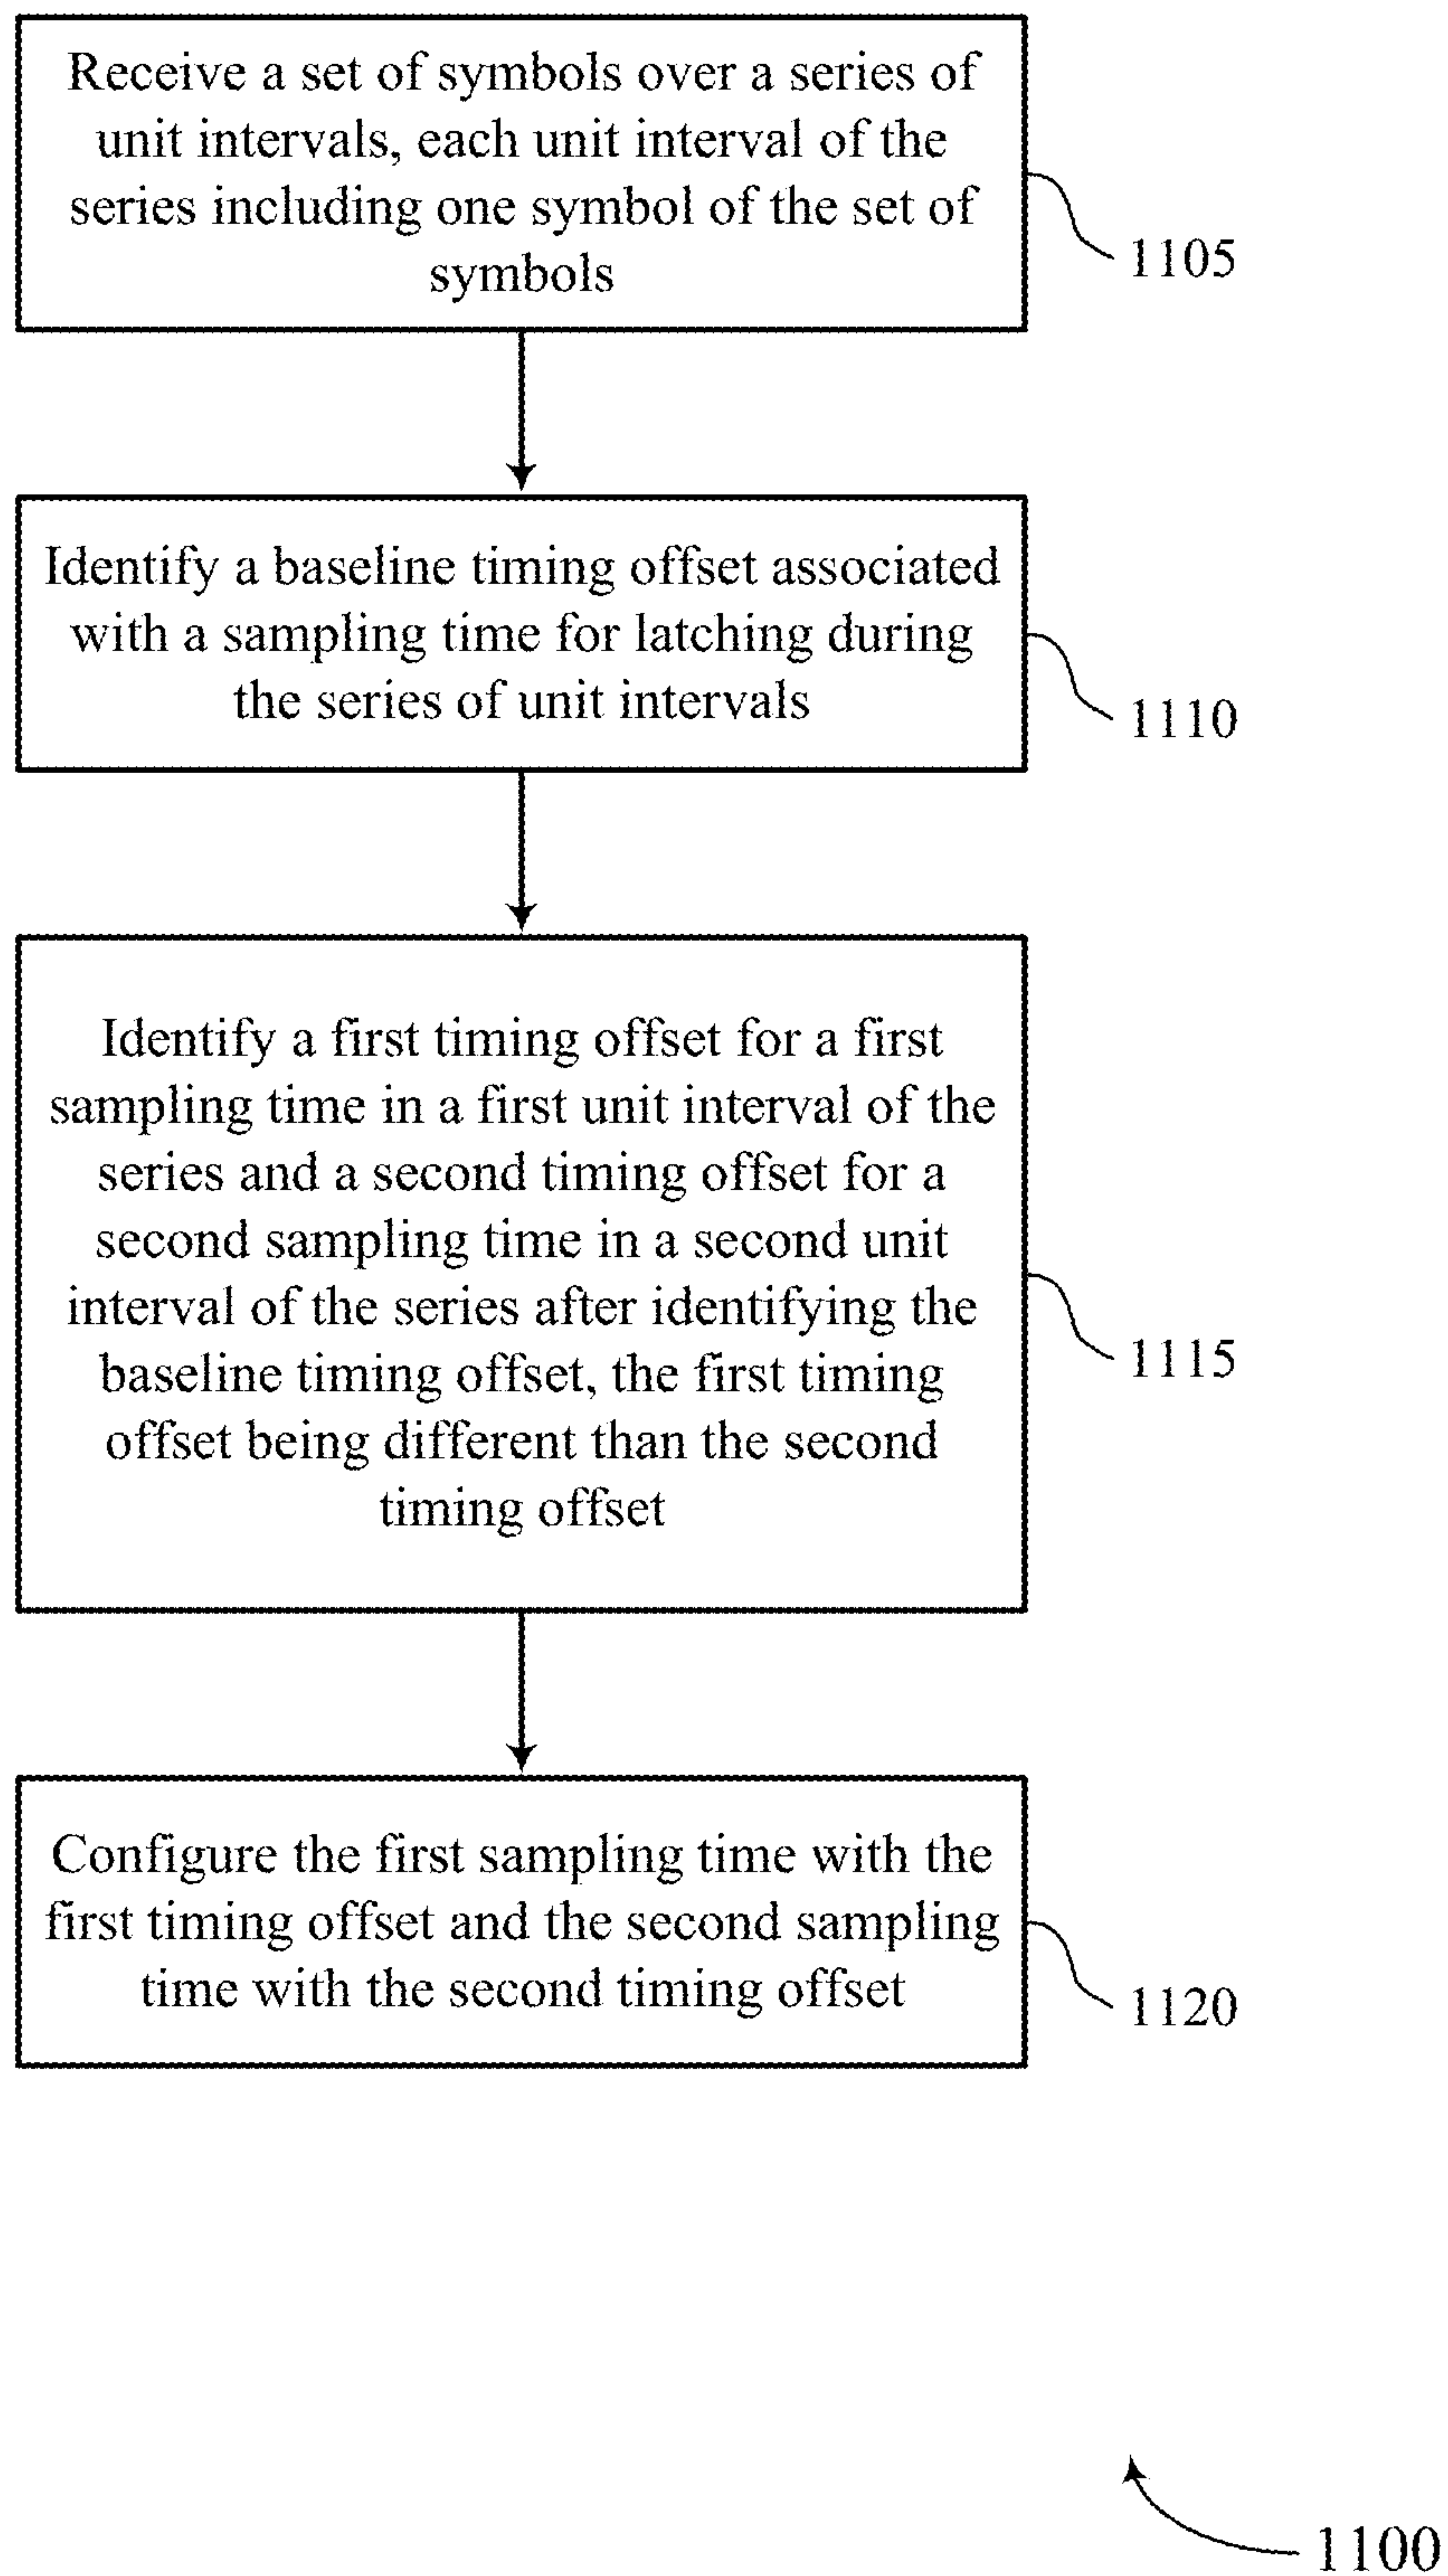 Receive a set of symbols over a series of
unit intervals, each unit interval of the
series including one symbol of the set of
symbols
1105
Identify a baseline timing offset associated
with a sampling time for latching during
the series of unit intervals
1110
Identify a first timing offset for a first
sampling time in a first unit interval of the
series and a second timing offset for a
second sampling time in a second unit
interval of the series after identifying the
baseline timing offset, the first timing
offset being different than the second
timing offset
1115
Configure the first sampling time with the
first timing offset and the second sampling
time with the second timing offset
1120
1100